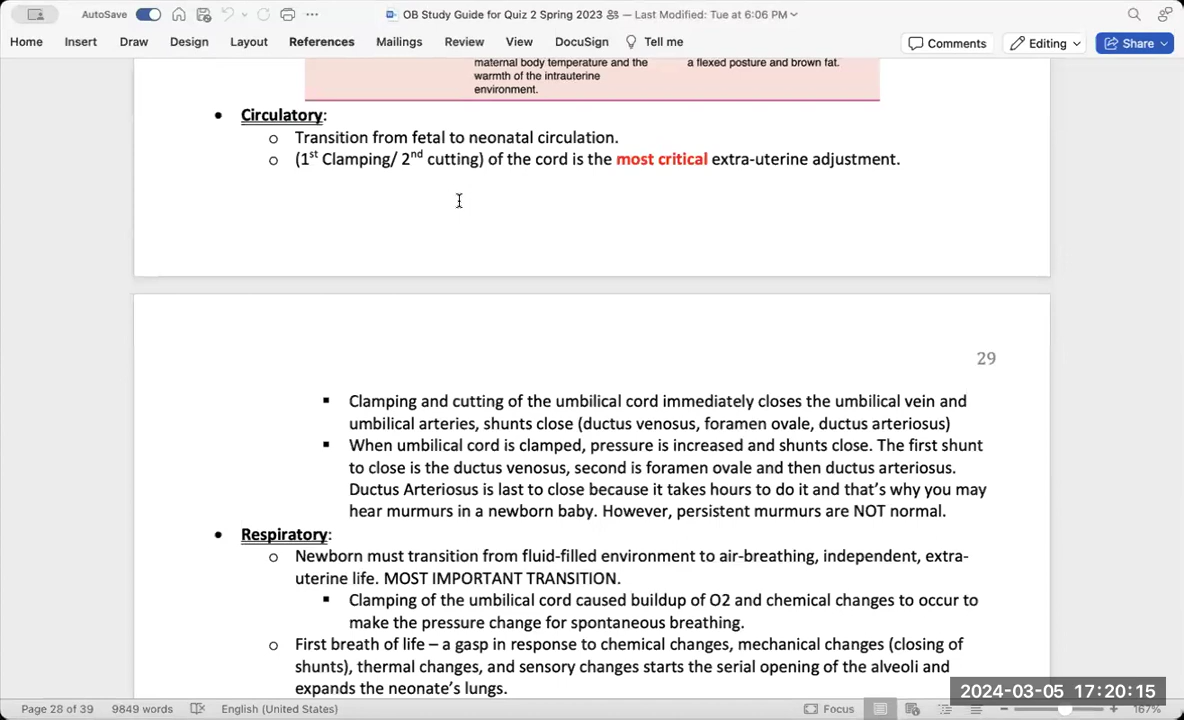 AutoSave
OB Study Guide for Quiz 2 Spring 2023 — Last Modified: Tue at 6:06 PM
Home Insert Draw Design Layout References Mailings Review View DocuSign Tell me Comments Editing Share
maternal body temperature and the
warmth of the intrauterine
environment.
a flexed posture and brown fat.
• Circulatory:
o Transition from fetal to neonatal circulation.
o (1st Clamping/ 2nd cutting) of the cord is the most critical extra-uterine adjustment.
29
▪ Clamping and cutting of the umbilical cord immediately closes the umbilical vein and
umbilical arteries, shunts close (ductus venosus, foramen ovale, ductus arteriosus)
▪ When umbilical cord is clamped, pressure is increased and shunts close. The first shunt
to close is the ductus venosus, second is foramen ovale and then ductus arteriosus.
Ductus Arteriosus is last to close because it takes hours to do it and that's why you may
hear murmurs in a newborn baby. However, persistent murmurs are NOT normal.
• Respiratory:
o Newborn must transition from fluid-filled environment to air-breathing, independent, extra-
uterine life. MOST IMPORTANT TRANSITION.
▪ Clamping of the umbilical cord caused buildup of O2 and chemical changes to occur to
make the pressure change for spontaneous breathing.
o First breath of life – a gasp in response to chemical changes, mechanical changes (closing of
shunts), thermal changes, and sensory changes starts the serial opening of the alveoli and
expands the neonate's lungs.
2024-03-05 17:20:15
Page 28 of 39 9849 words English (United States) Focus 167%